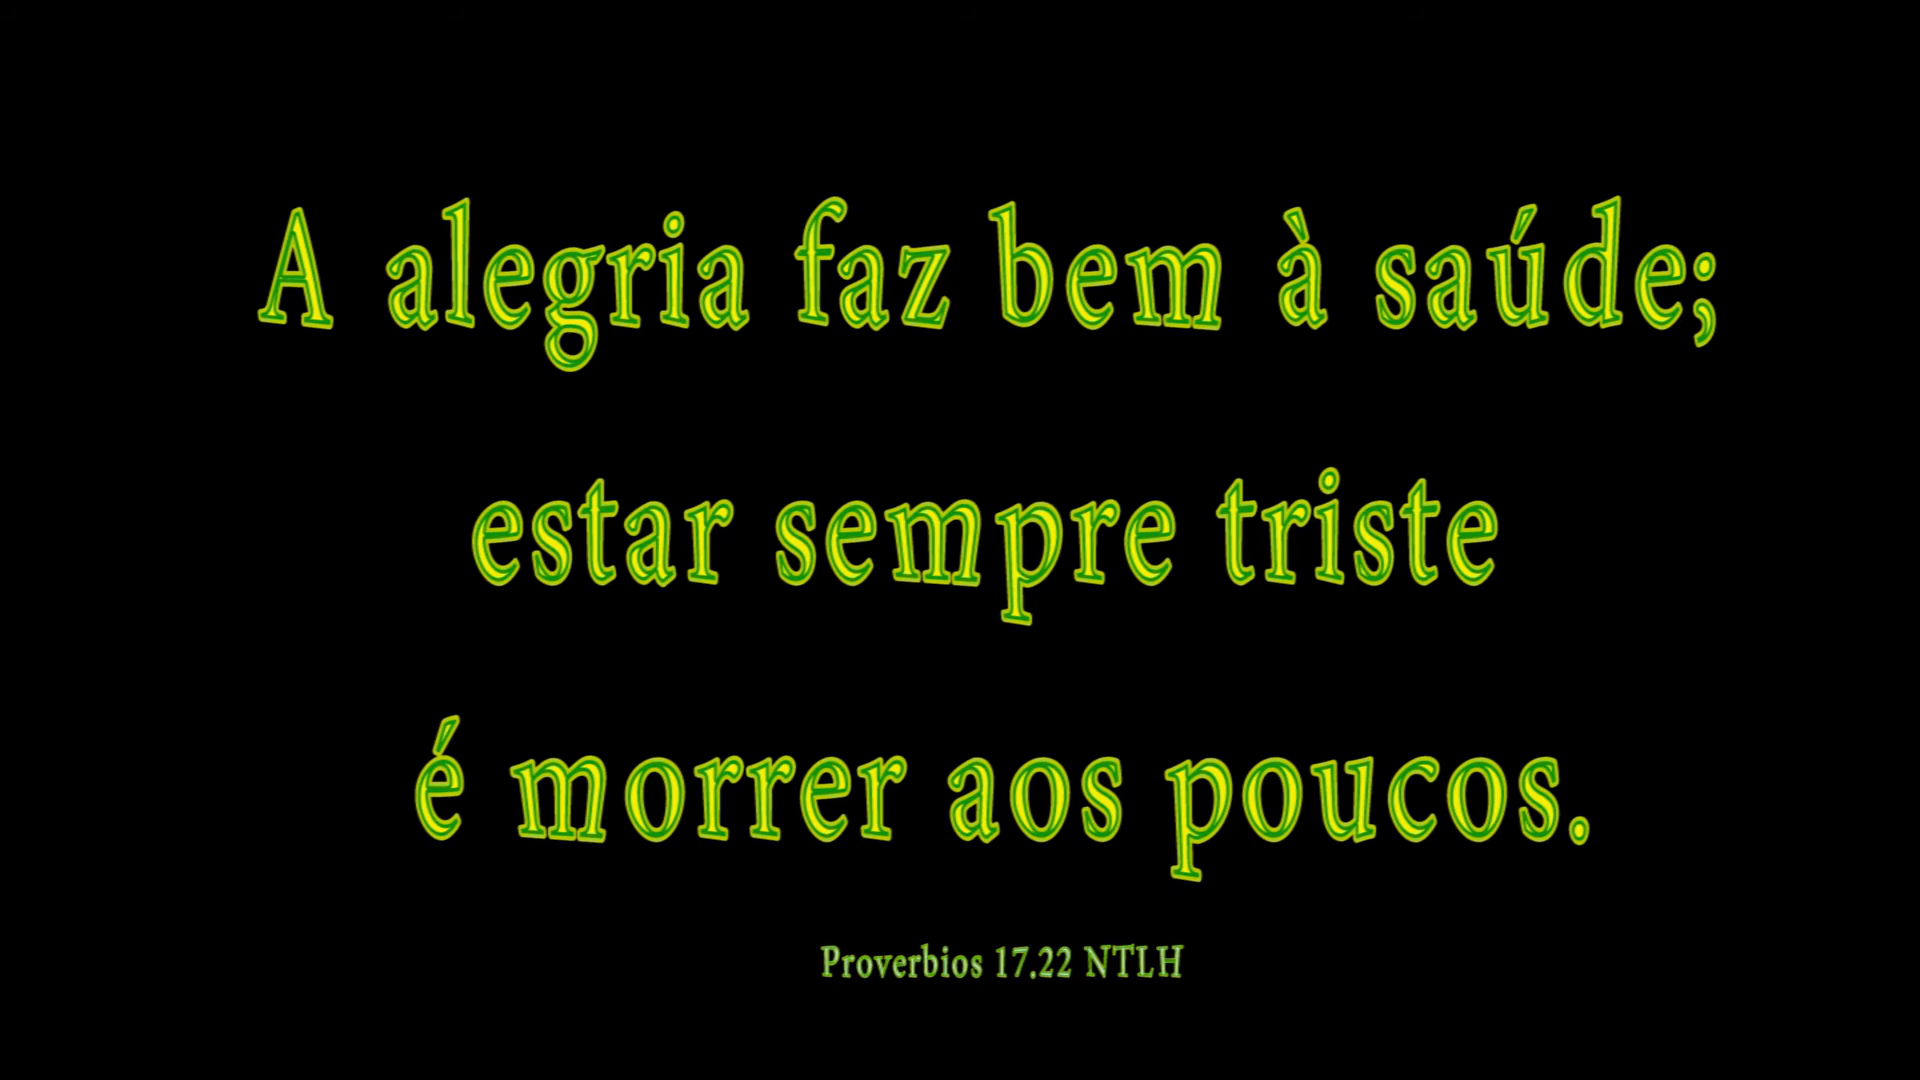 A alegria faz bem à saúde;
estar sempre triste
é morrer aos poucos.
Proverbios 17.22 NTLH